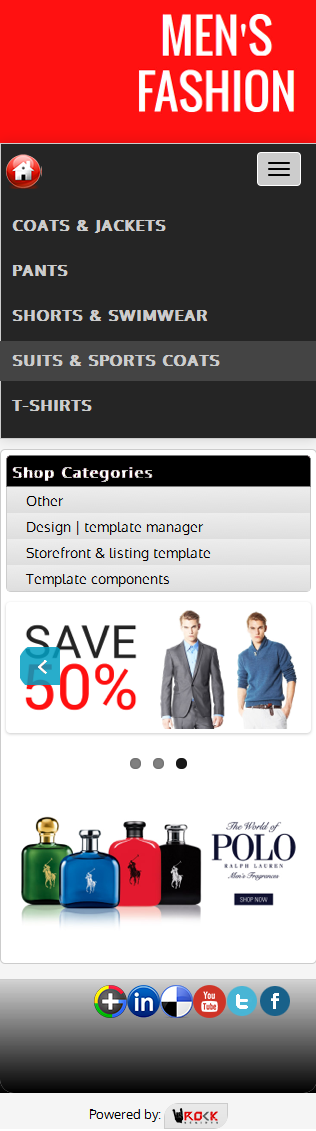 MEN'S
FASHION
COATS & JACKETS
PANTS
SHORTS & SWIMWEAR
SUITS & SPORTS COATS
T-SHIRTS
Shop Categories
Other
Design | template manager
Storefront & listing template
Template components
SAVE
50%
The World of
POLO
RALPH LAUREN
Men's Fragrances
SHOP NOW
in
You
Tube
t
f
Powered by:
ROCK